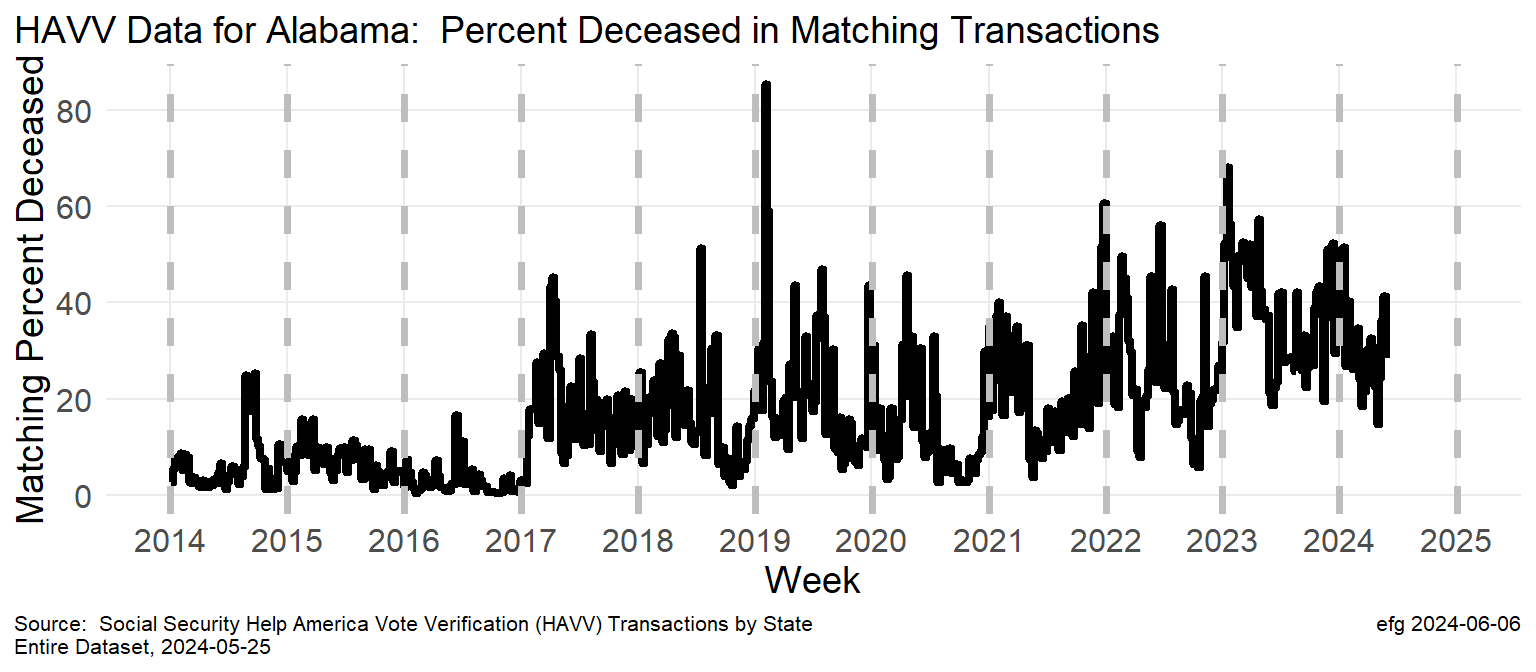 HAVV Data for Alabama:  Percent Deceased in Matching Transactions
Matching Percent Deceased
80
60
40
20
0
2014 2015 2016 2017 2018 2019 2020 2021 2022 2023 2024 2025
Week
Source:  Social Security Help America Vote Verification (HAVV) Transactions by State
Entire Dataset, 2024-05-25
efg 2024-06-06